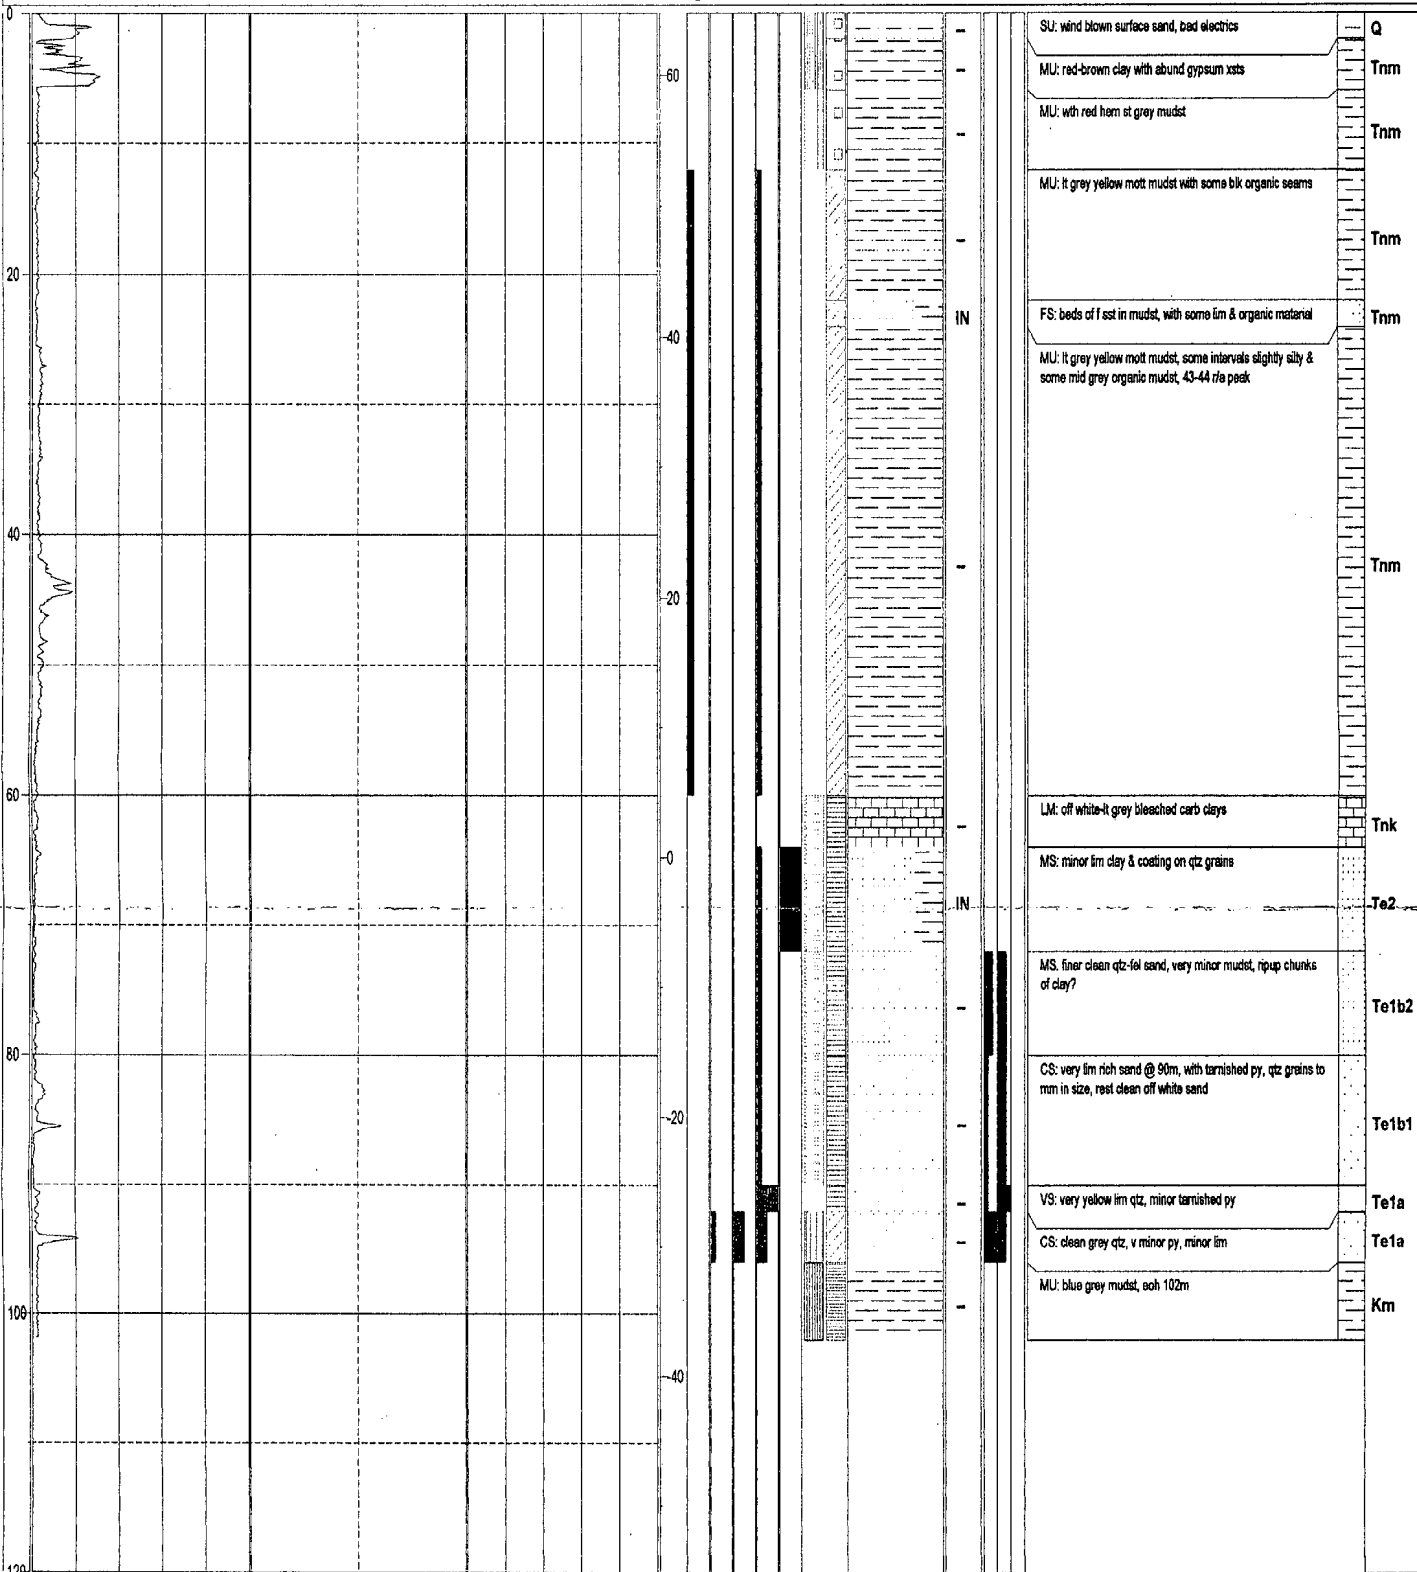 0
SU: wind blown surface sand, bad electrics
Q
60
MU: red-brown clay with abund gypsum xsts
Tnm
MU: wth red hem st grey mudst
Tnm
MU: lt grey yellow mott mudst with some blk organic seams
Tnm
20
FS: beds of f sst in mudst, with some lim & organic material
IN
Tnm
40
MU: lt grey yellow mott mudst, some intervals slightly silty &
some mid grey organic mudst, 43-44 r/a peak
40
Tnm
20
60
LM: off white-lt grey bleached carb clays
Tnk
0
MS: minor lim clay & coating on qtz grains
IN
Te2
MS. finer clean qtz-fel sand, very minor mudst, ripup chunks
of clay?
Te1b2
80
CS: very lim rich sand @ 90m, with tarnished py, qtz grains to
mm in size, rest clean off white sand
-20
Te1b1
VS: very yellow lim qtz, minor tarnished py
Te1a
CS: clean grey qtz, v minor py, minor lim
Te1a
MU: blue grey mudst, eoh 102m
100
Km
-40
120